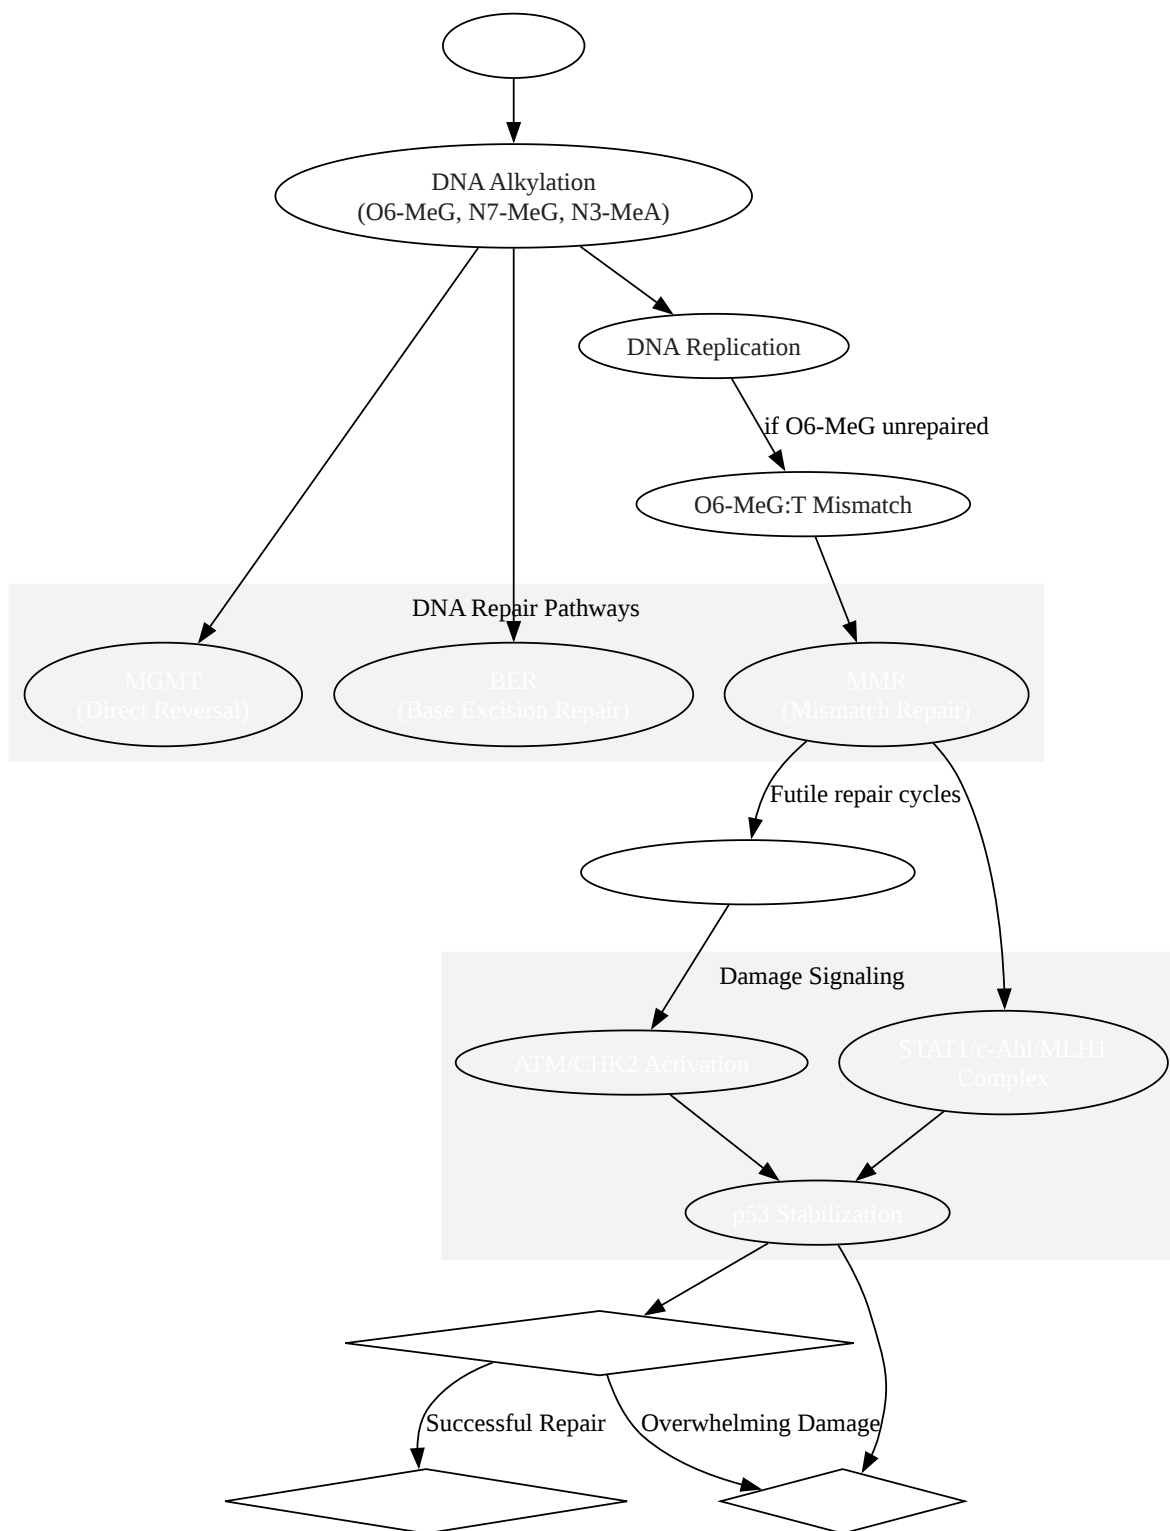 DNA Alkylation
(O6-MeG, N7-MeG, N3-MeA)
DNA Replication
if O6-MeG unrepaired
O6-MeG:T Mismatch
DNA Repair Pathways
MGMT
(Direct Reversal)
BER
(Base Excision Repair)
MMR
(Mismatch Repair)
Futile repair cycles
Damage Signaling
ATM/CHK2 Activation
STAT1/c-Abl/MLH1
Complex
p53 Stabilization
Successful Repair
Overwhelming Damage